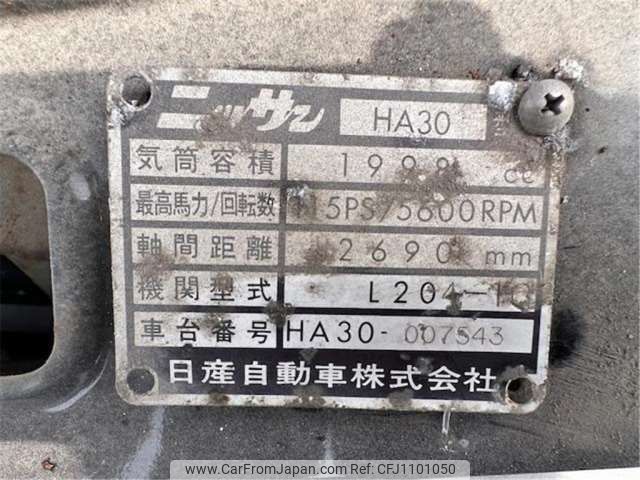 ニッサン HA30
気筒容積 1998 cc
最高馬力/回転数 115PS/5600RPM
軸間距離 2690 mm
機関型式 L204-10
車台番号 HA30-007543
日産自動車株式会社
www.CarFromJapan.com | Ref. CFJ1101050